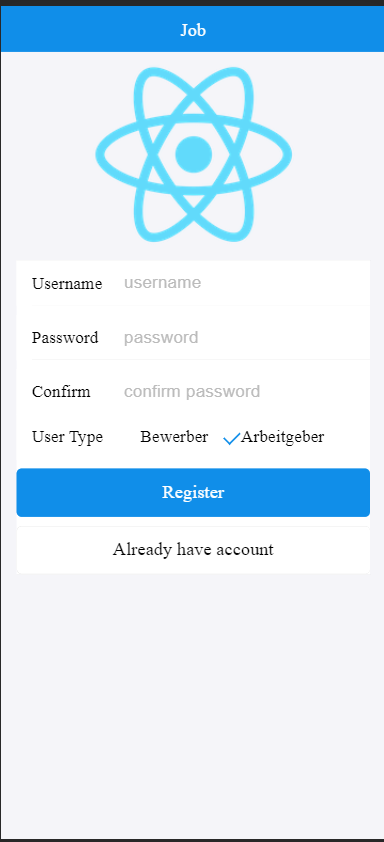 Job
Username username
Password password
Confirm confirm password
User Type Bewerber Arbeitgeber
Register
Already have account